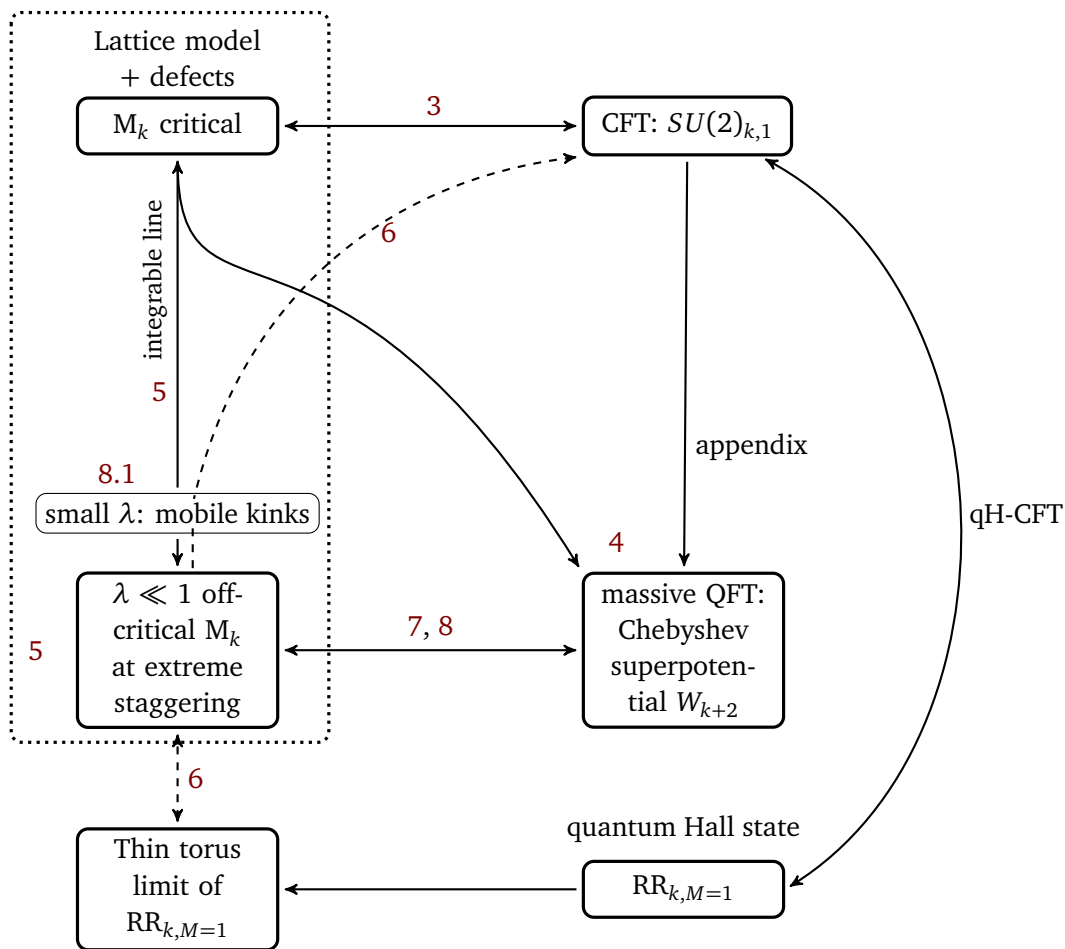 Lattice model
+ defects
M_k critical
3
CFT: SU(2)_{k,1}
6
integrable line
5
appendix
8.1
small λ: mobile kinks
qH-CFT
4
λ ≪ 1 off-
critical M_k
at extreme
staggering
5
7, 8
massive QFT:
Chebyshev
superpoten-
tial W_{k+2}
6
quantum Hall state
Thin torus
limit of
RR_{k,M=1}
RR_{k,M=1}